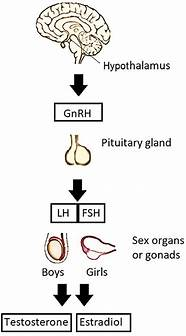 Hypothalamus
GnRH
Pituitary gland
LH FSH
Sex organs
or gonads
Boys Girls
Testosterone Estradiol